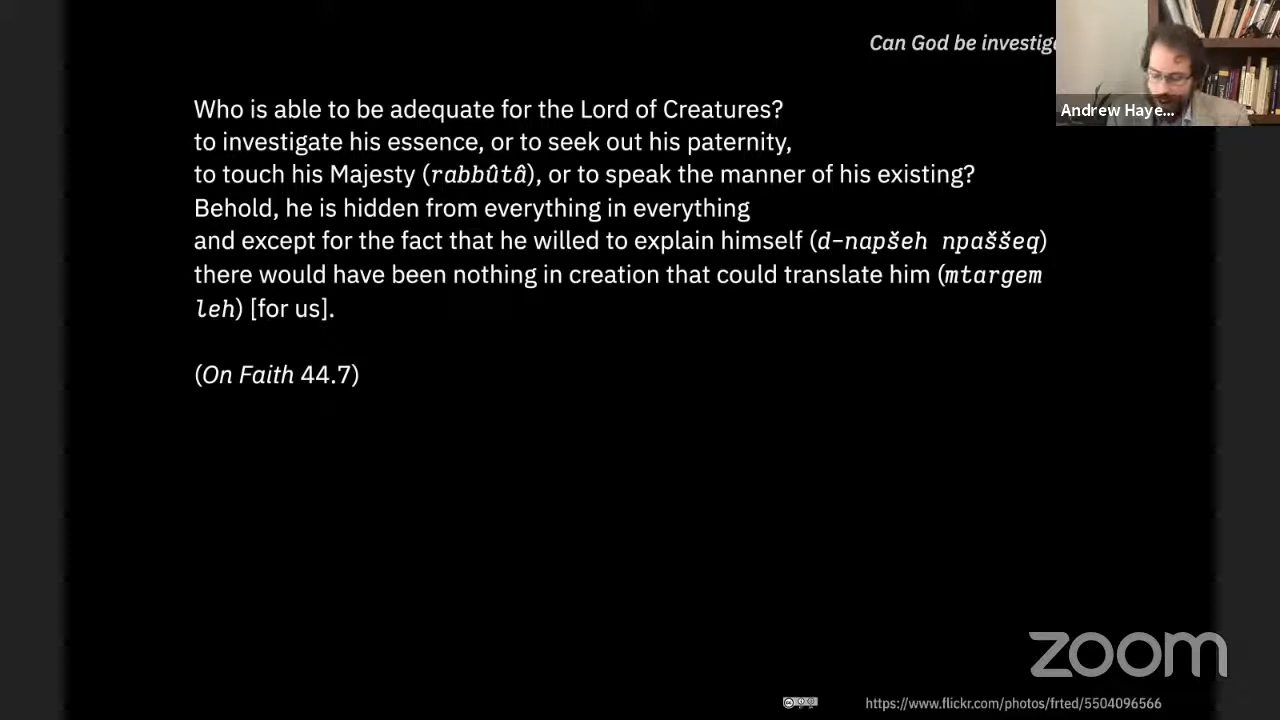 Can God be investig
Andrew Haye...
Who is able to be adequate for the Lord of Creatures?
to investigate his essence, or to seek out his paternity,
to touch his Majesty (rabbûtâ), or to speak the manner of his existing?
Behold, he is hidden from everything in everything
and except for the fact that he willed to explain himself (d-napšeh npaššeq)
there would have been nothing in creation that could translate him (mtargem
leh) [for us].
(On Faith 44.7)
zoom
https://www.flickr.com/photos/frted/5504096566